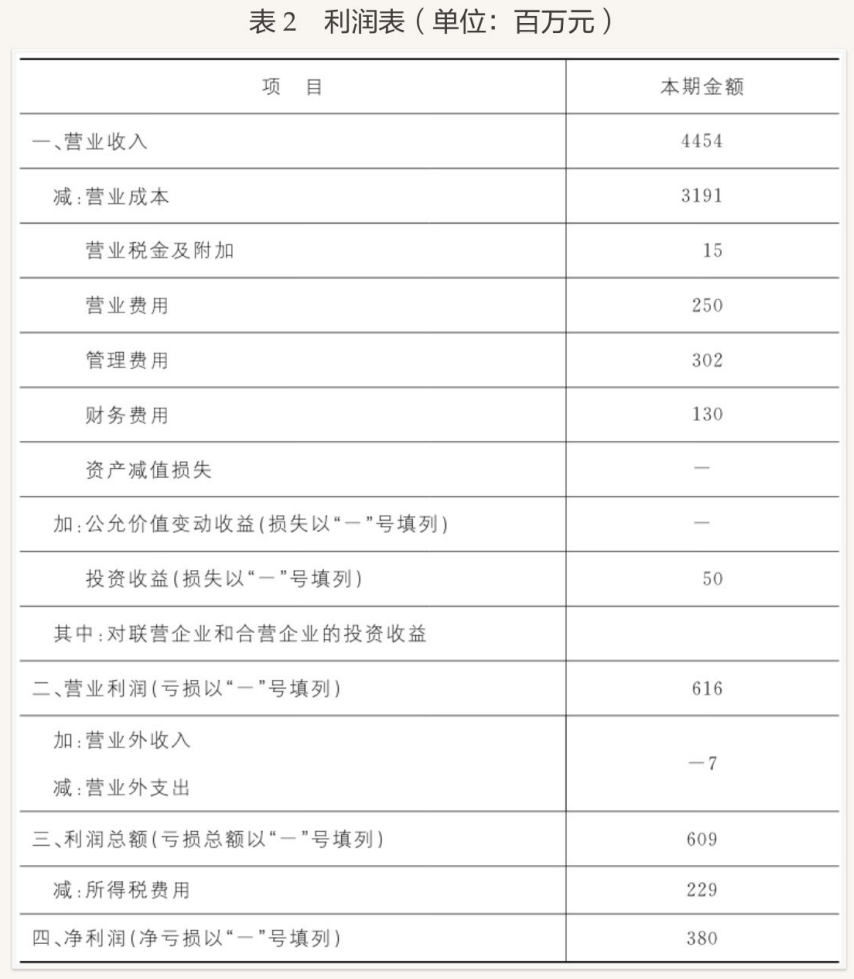 表 2 利润表（单位：百万元）
项 目 本期金额
一、营业收入 4454
减:营业成本 3191
营业税金及附加 15
营业费用 250
管理费用 302
财务费用 130
资产减值损失 —
加:公允价值变动收益(损失以“—”号填列) —
投资收益(损失以“—”号填列) 50
其中:对联营企业和合营企业的投资收益
二、营业利润(亏损以“—”号填列) 616
加:营业外收入
减:营业外支出
—7
三、利润总额(亏损总额以“—”号填列) 609
减:所得税费用 229
四、净利润(净亏损以“—”号填列) 380